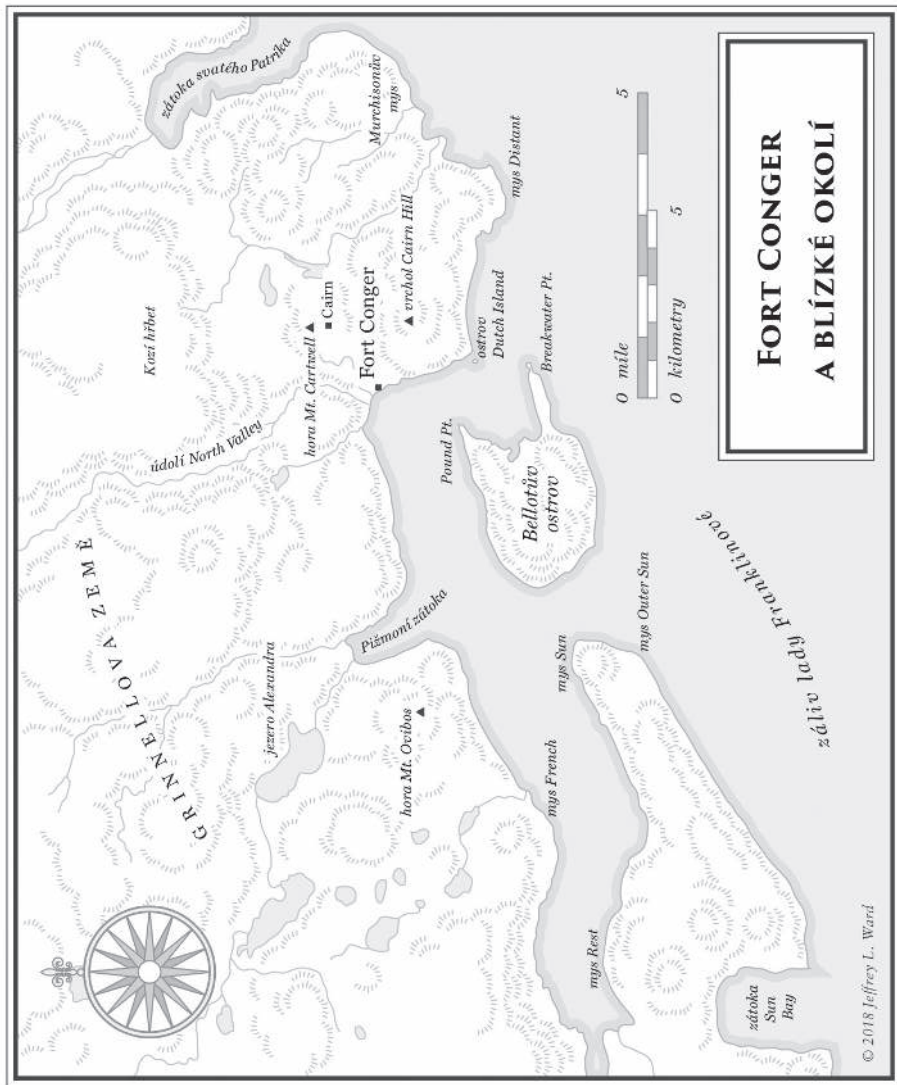 zátoka svatého Patrika
Murchisonův
mys
mys Distant
Kozí hřbet
hora Mt. Cartwell
Cairn
Fort Conger
vrchol Cairn Hill
ostrov
Dutch Island
Breakwater Pt.
údolí North Valley
Pound Pt.
Bellotův
ostrov
GRINNELLOVA ZEMĚ
jezero Alexandra
Pižmoní zátoka
hora Mt. Ovibos
mys Sun
mys Outer Sun
mys French
mys Rest
zátoka
Sun
Bay
záliv lady Franklinové
0 míle 5
0 kilometry 5
FORT CONGER
A BLÍZKÉ OKOLÍ
© 2018 Jeffrey L. Ward